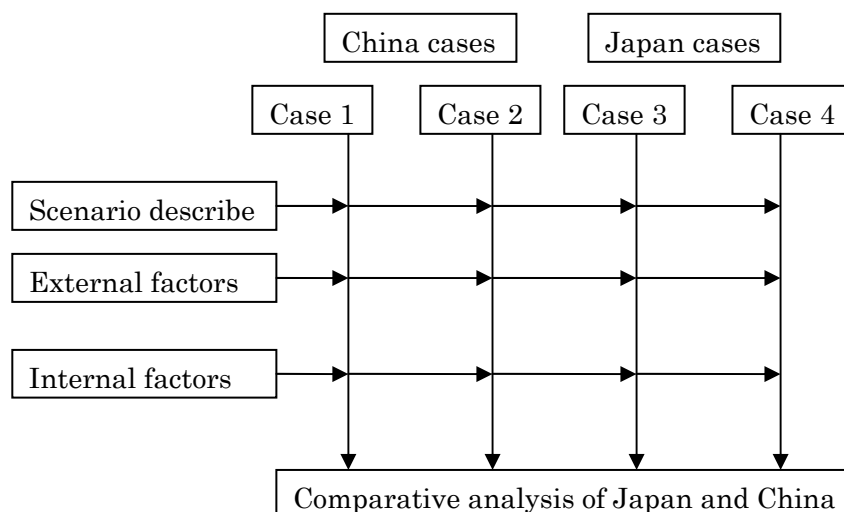 China cases
Japan cases
Case 1
Case 2
Case 3
Case 4
Scenario describe
External factors
Internal factors
Comparative analysis of Japan and China